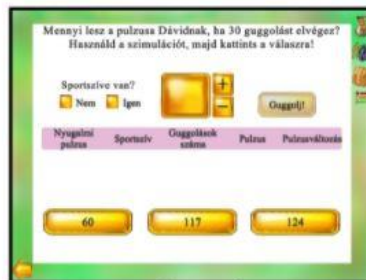 Mennyi lesz a pulzusa Dávidnak, ha 30 guggolást elvégez?
Használd a szimulációt, majd kattints a válaszra!
Sportszíve van?
Nem Igen
+
-
Guggolj!
Nyugalmi pulzus Sportszív Guggolások száma Pulzus Pulzusváltozás
60 117 124